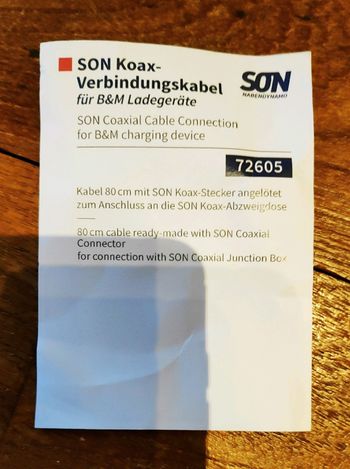 SON Koax-
Verbindungskabel
für B&M Ladegeräte
SON
NABENDYNAMO
SON Coaxial Cable Connection
for B&M charging device
72605
Kabel 80 cm mit SON Koax-Stecker angelötet
zum Anschluss an die SON Koax-Abzweigdose
80 cm cable ready-made with SON Coaxial
Connector
for connection with SON Coaxial Junction Box